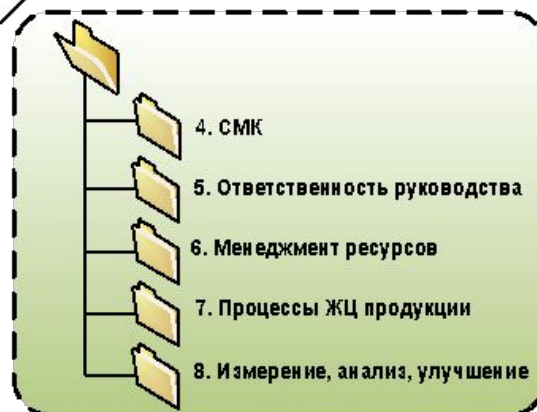 4. СМК
5. Ответственность руководства
6. Менеджмент ресурсов
7. Процессы ЖЦ продукции
8. Измерение, анализ, улучшение